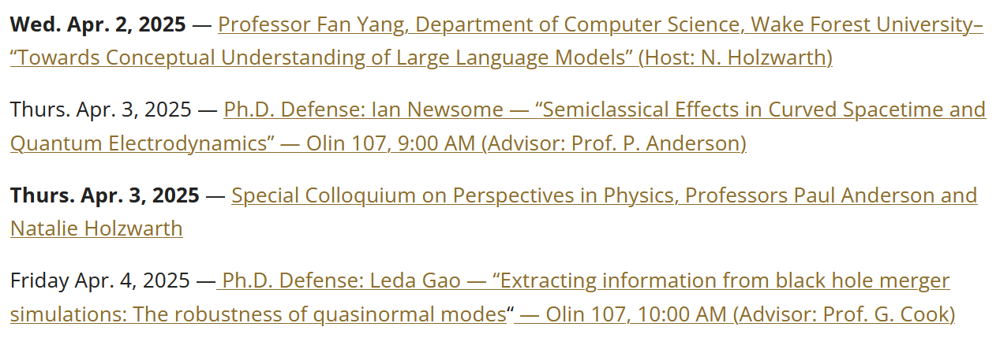 Wed. Apr. 2, 2025 — Professor Fan Yang, Department of Computer Science, Wake Forest University–
“Towards Conceptual Understanding of Large Language Models” (Host: N. Holzwarth)
Thurs. Apr. 3, 2025 — Ph.D. Defense: Ian Newsome — “Semiclassical Effects in Curved Spacetime and
Quantum Electrodynamics” — Olin 107, 9:00 AM (Advisor: Prof. P. Anderson)
Thurs. Apr. 3, 2025 — Special Colloquium on Perspectives in Physics, Professors Paul Anderson and
Natalie Holzwarth
Friday Apr. 4, 2025 — Ph.D. Defense: Leda Gao — “Extracting information from black hole merger
simulations: The robustness of quasinormal modes“ — Olin 107, 10:00 AM (Advisor: Prof. G. Cook)